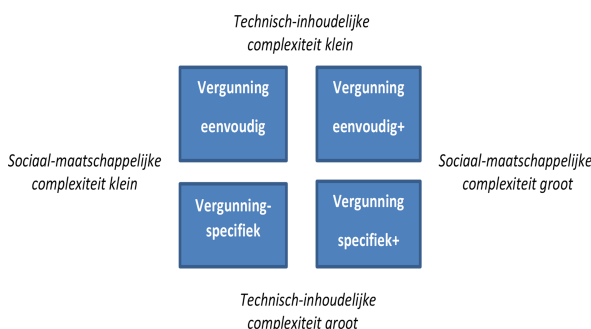 Technisch-inhoudelijke
complexiteit klein
Vergunning
eenvoudig
Vergunning
eenvoudig+
Sociaal-maatschappelijke
complexiteit klein
Sociaal-maatschappelijke
complexiteit groot
Vergunning-
specifiek
Vergunning
specifiek+
Technisch-inhoudelijke
complexiteit groot